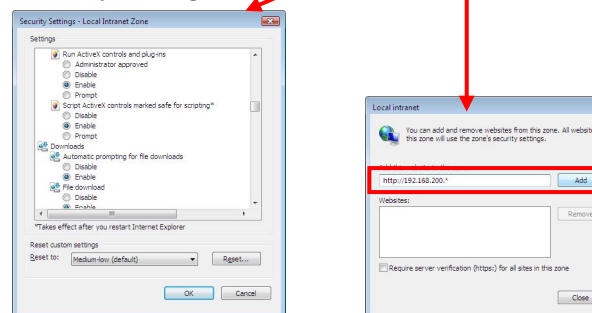 Security Settings - Local Intranet Zone
Settings
Run ActiveX controls and plug-ins
Administrator approved
Disable
Enable
Prompt
Script ActiveX controls marked safe for scripting*
Disable
Enable
Prompt
Downloads
Automatic prompting for file downloads
Disable
Enable
File download
Disable
Enable
*Takes effect after you restart Internet Explorer
Reset custom settings
Reset to: Medium-low (default) Reset...
OK Cancel
Local intranet
You can add and remove websites from this zone. All website
this zone will use the zone's security settings.
http://192.168.200.* Add
Websites:
Remove
Require server verification (https:) for all sites in this zone
Close